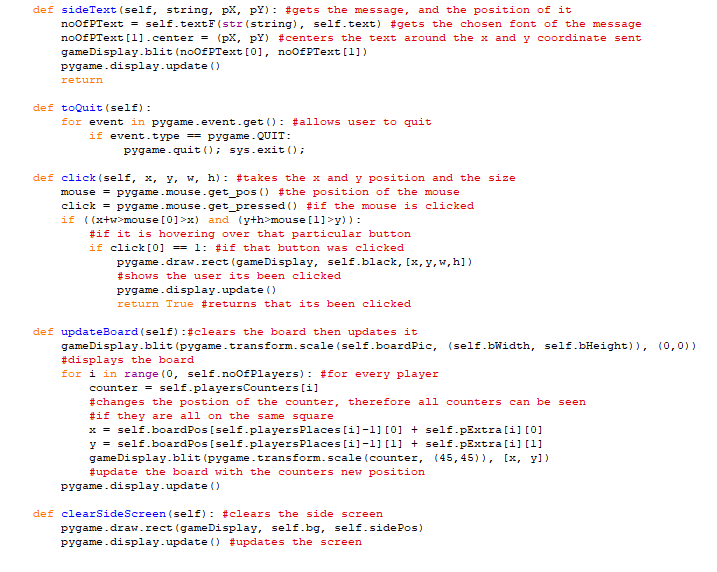 def sideText(self, string, pX, pY): #gets the message, and the position of it
noOfPText = self.textF(str(string), self.text) #gets the chosen font of the message
noOfPText[1].center = (pX, pY) #centers the text around the x and y coordinate sent
gameDisplay.blit(noOfPText[0], noOfPText[1])
pygame.display.update()
return
def toQuit(self):
for event in pygame.event.get(): #allows user to quit
if event.type == pygame.QUIT:
pygame.quit(); sys.exit();
def click(self, x, y, w, h): #takes the x and y position and the size
mouse = pygame.mouse.get_pos() #the position of the mouse
click = pygame.mouse.get_pressed() #if the mouse is clicked
if ((x+w>mouse[0]>x) and (y+h>mouse[1]>y)):
#if it is hovering over that particular button
if click[0] == 1: #if that button was clicked
pygame.draw.rect(gameDisplay, self.black,[x,y,w,h])
#shows the user its been clicked
pygame.display.update()
return True #returns that its been clicked
def updateBoard(self):#clears the board then updates it
gameDisplay.blit(pygame.transform.scale(self.boardPic, (self.bWidth, self.bHeight)), (0,0))
#displays the board
for i in range(0, self.noOfPlayers): #for every player
counter = self.playersCounters[i]
#changes the postion of the counter, therefore all counters can be seen
#if they are all on the same square
x = self.boardPos[self.playersPlaces[i]-1][0] + self.pExtra[i][0]
y = self.boardPos[self.playersPlaces[i]-1][1] + self.pExtra[i][1]
gameDisplay.blit(pygame.transform.scale(counter, (45,45)), [x, y])
#update the board with the counters new position
pygame.display.update()
def clearSideScreen(self): #clears the side screen
pygame.draw.rect(gameDisplay, self.bg, self.sidePos)
pygame.display.update() #updates the screen